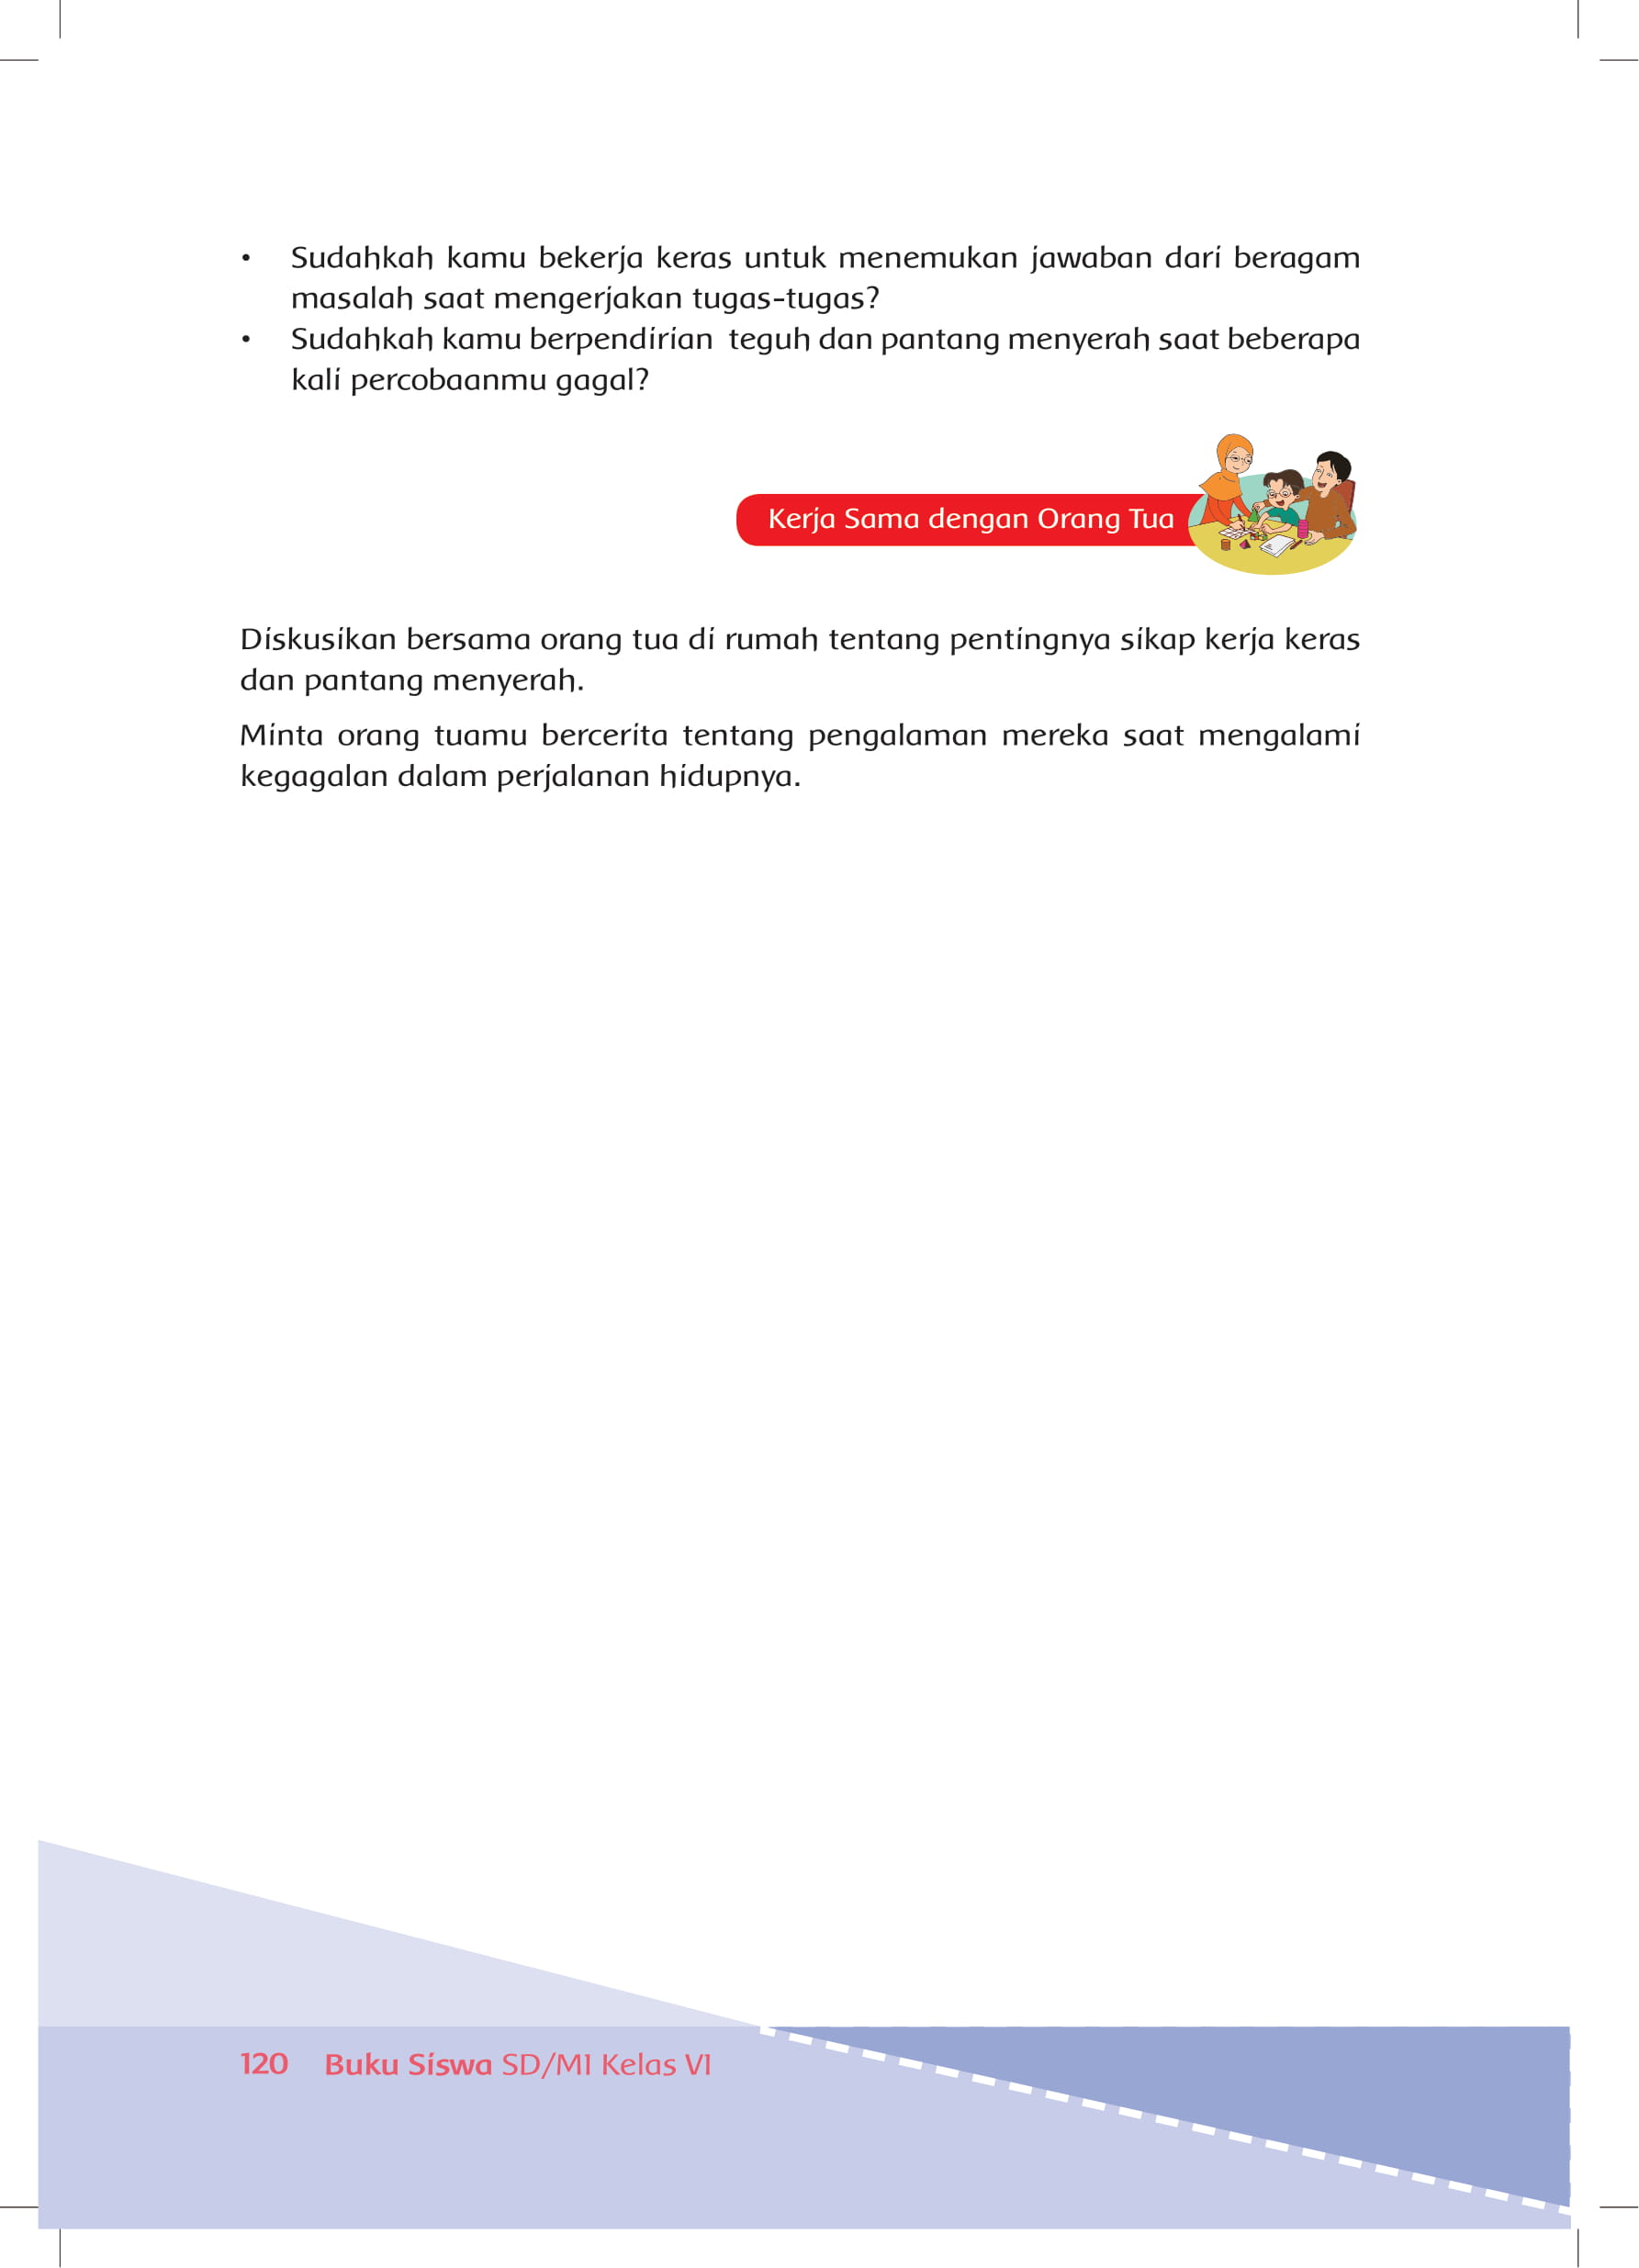 • Sudahkah kamu bekerja keras untuk menemukan jawaban dari beragam
masalah saat mengerjakan tugas-tugas?
• Sudahkah kamu berpendirian  teguh dan pantang menyerah saat beberapa
kali percobaanmu gagal?
Kerja Sama dengan Orang Tua
Diskusikan bersama orang tua di rumah tentang pentingnya sikap kerja keras
dan pantang menyerah.
Minta orang tuamu bercerita tentang pengalaman mereka saat mengalami
kegagalan dalam perjalanan hidupnya.
120 Buku Siswa SD/MI Kelas VI